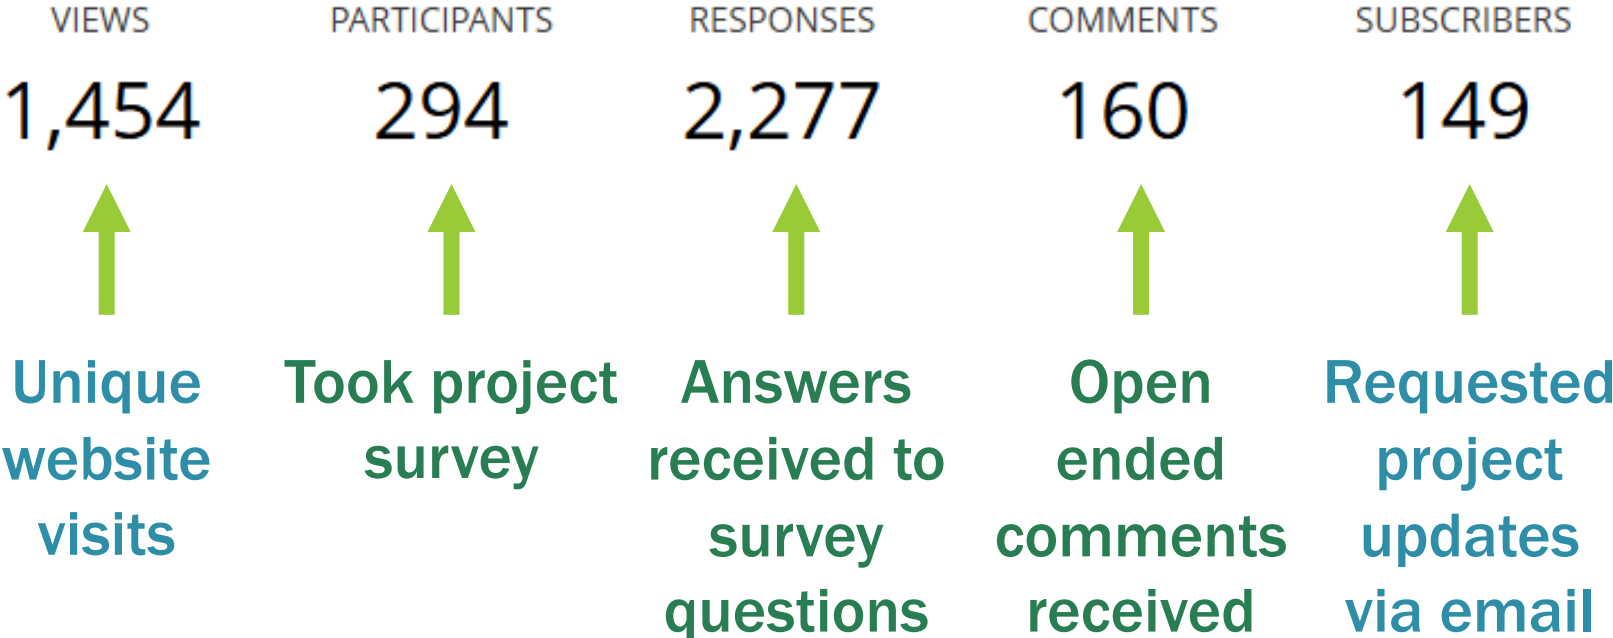 VIEWS PARTICIPANTS RESPONSES COMMENTS SUBSCRIBERS
1,454 294 2,277 160 149
Unique Took project Answers Open Requested
website survey received to ended project
visits survey comments updates
questions received via email